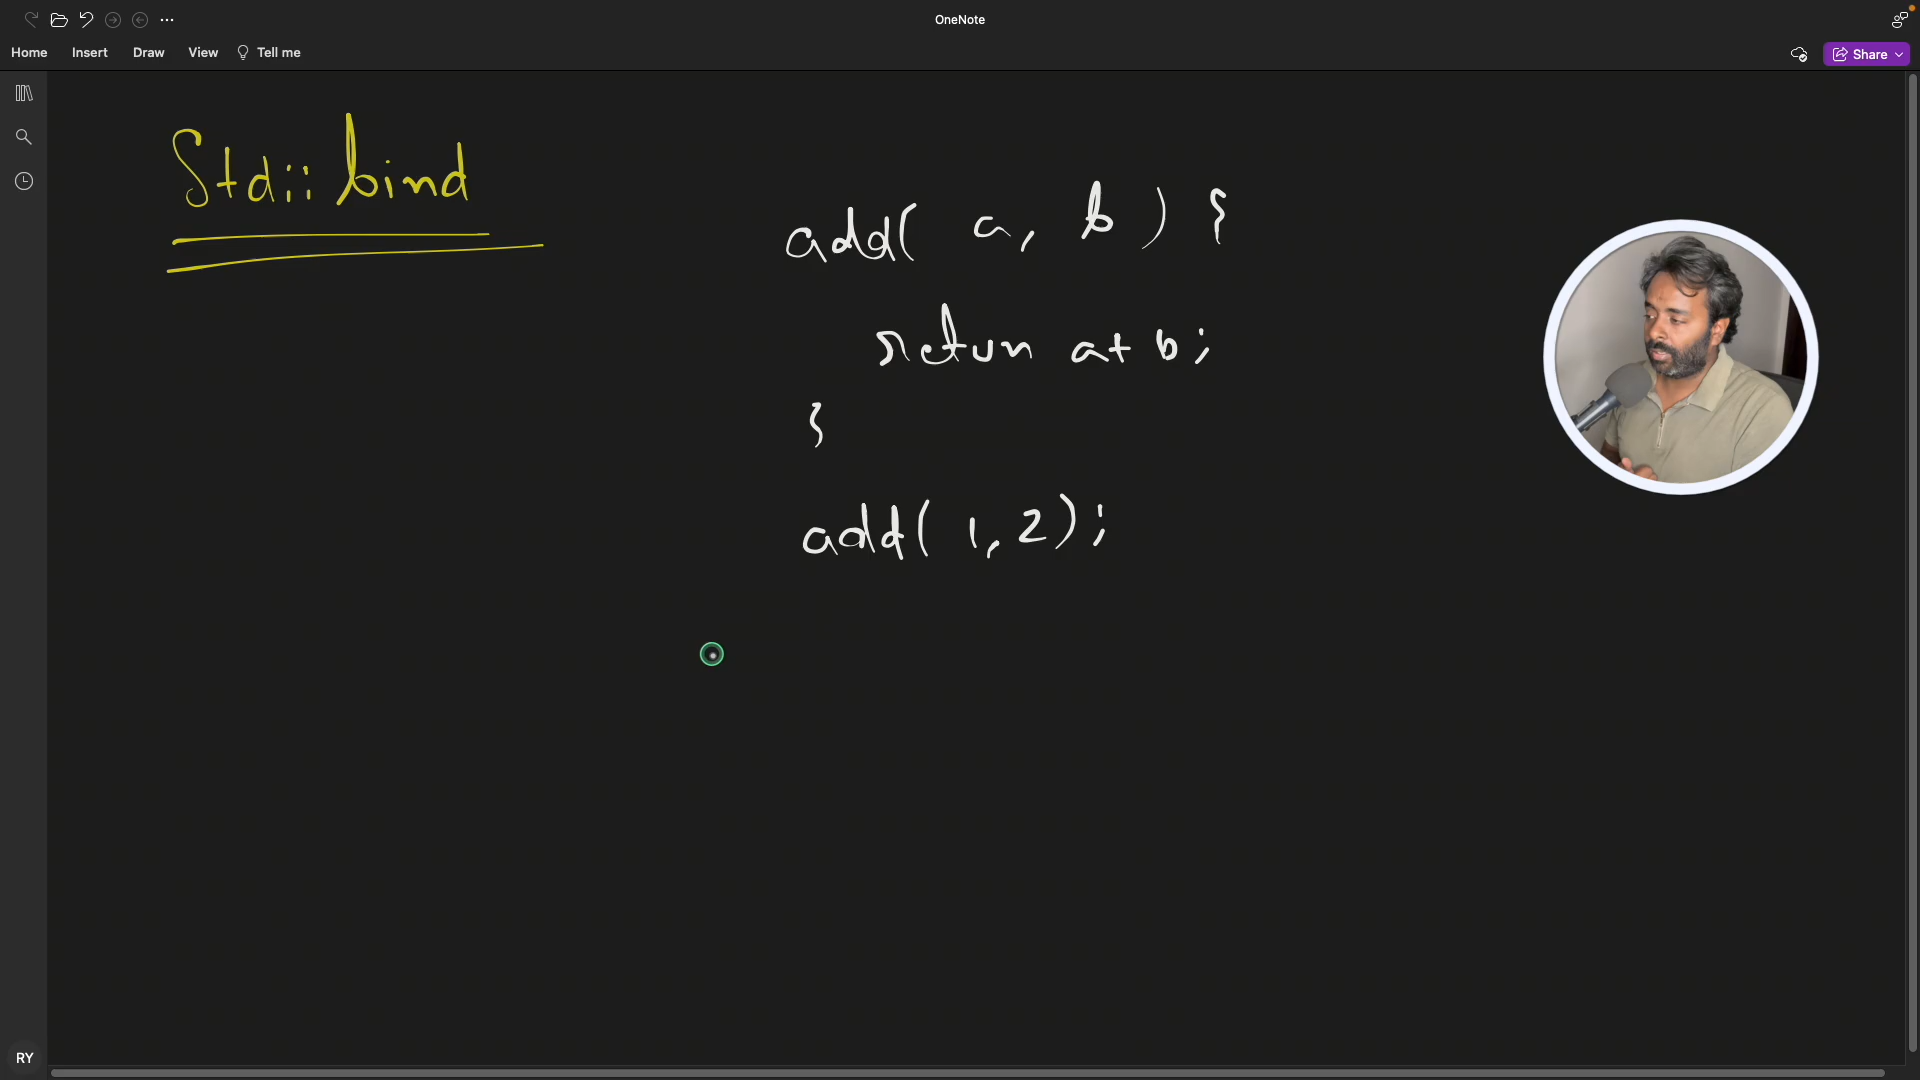 OneNote
Home Insert Draw View Tell me
Share
Std:: bind
add( a, b ) {
return a+ b;
}
add( 1, 2 );
RY